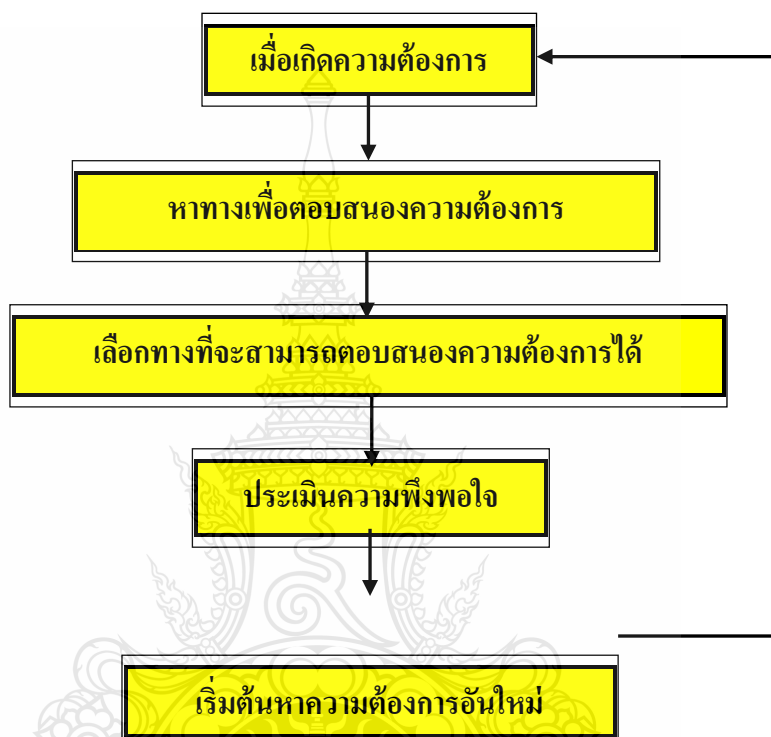 เมื่อเกิดความต้องการ
หาทางเพื่อตอบสนองความต้องการ
เลือกทางที่จะสามารถตอบสนองความต้องการได้
ประเมินความพึงพอใจ
เริ่มต้นหาความต้องการอันใหม่